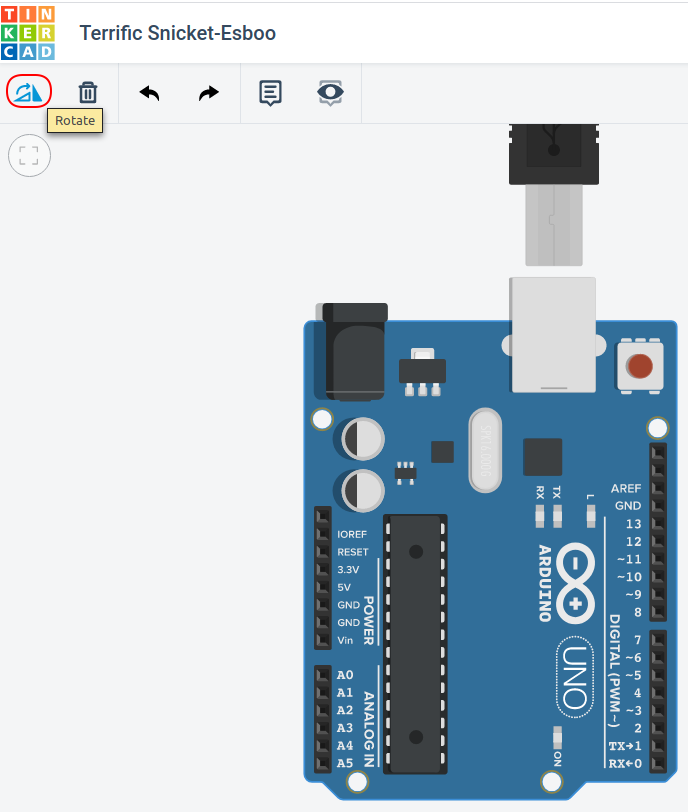 TIN
KER
CAD
Terrific Snicket-Esboo
Rotate
RX
TX
L
AREF
GND
13
12
~11
~10
~9
8
7
~6
~5
4
~3
2
TX→1
RX←0
IOREF
RESET
3.3V
5V
GND
GND
Vin
POWER
A0
A1
A2
A3
A4
A5
ANALOG IN
ARDUINO
UNO
DIGITAL (PWM~)
ON